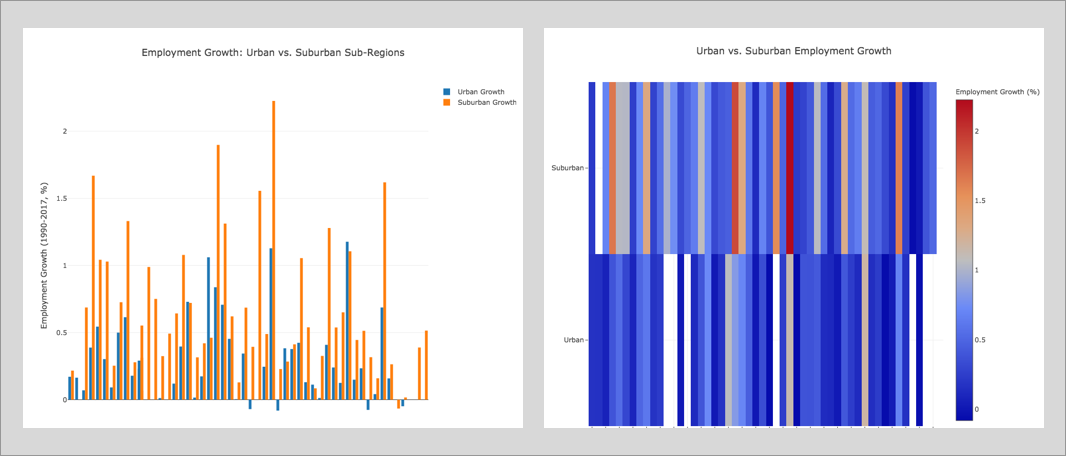 Employment Growth: Urban vs. Suburban Sub-Regions
Urban Growth
Suburban Growth
Employment Growth (1990-2017, %)
2
1.5
1
0.5
0
Urban vs. Suburban Employment Growth
Suburban
Urban
Employment Growth (%)
2
1.5
1
0.5
0